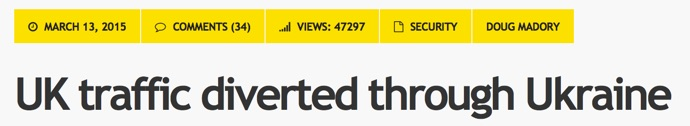 MARCH 13, 2015 COMMENTS (34) VIEWS: 47297 SECURITY DOUG MADORY
UK traffic diverted through Ukraine